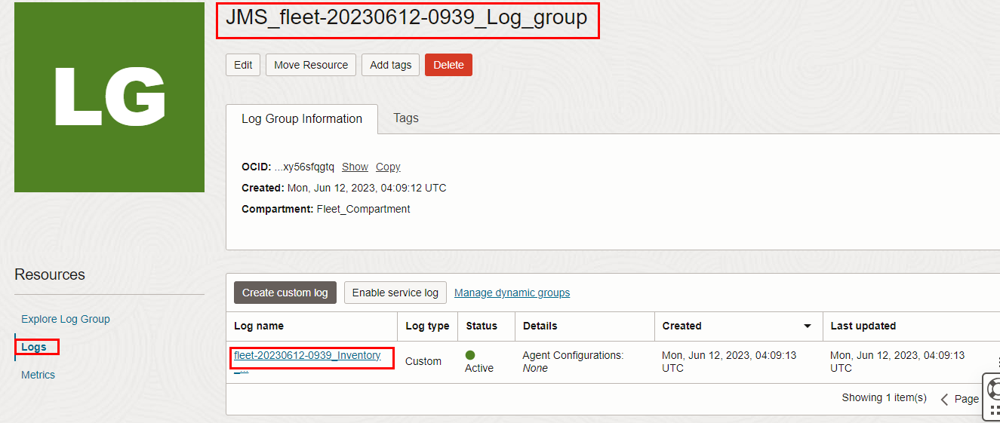 LG
JMS_fleet-20230612-0939_Log_group
Edit Move Resource Add tags Delete
Log Group Information Tags
OCID: ...xy56sfqgtq Show Copy
Created: Mon, Jun 12, 2023, 04:09:12 UTC
Compartment: Fleet_Compartment
Resources
Explore Log Group
Logs
Metrics
Create custom log Enable service log Manage dynamic groups
Log name Log type Status Details Created Last updated
fleet-20230612-0939_Inventory Custom Active Agent Configurations: Mon, Jun 12, 2023, 04:09:13 Mon, Jun 12, 2023, 04:09:13
_... None UTC UTC
Showing 1 item(s) Page